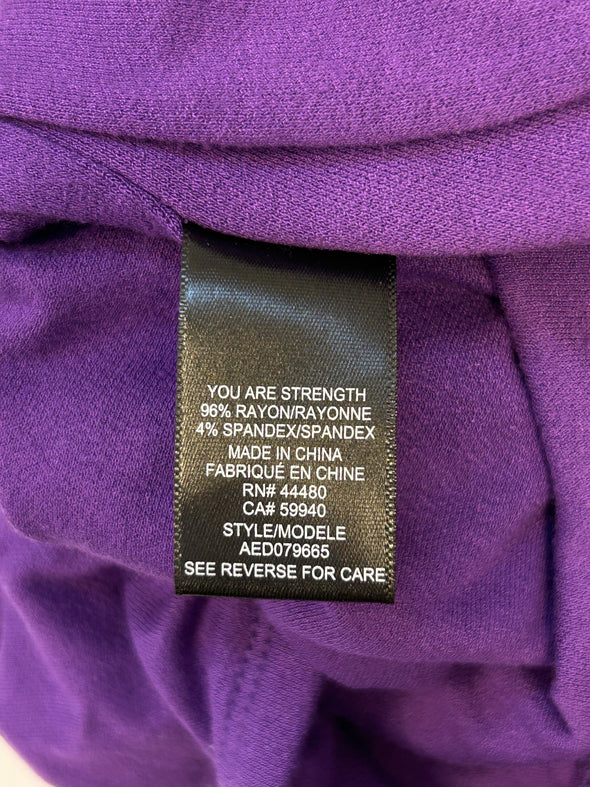 YOU ARE STRENGTH
96% RAYON/RAYONNE
4% SPANDEX/SPANDEX
MADE IN CHINA
FABRIQUÉ EN CHINE
RN# 44480
CA# 59940
STYLE/MODELE
AED079665
SEE REVERSE FOR CARE